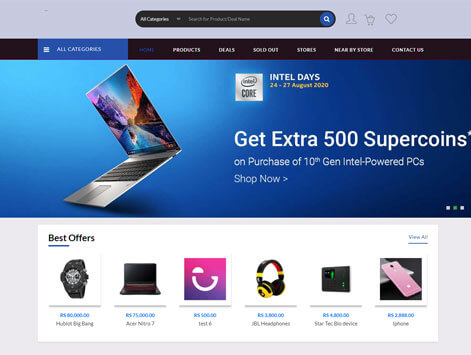 All Categories
Search for Product/Deal Name
ALL CATEGORIES
HOME
PRODUCTS
DEALS
SOLD OUT
STORES
NEAR BY STORE
CONTACT US
intel
CORE
INTEL DAYS
24 - 27 August 2020
Get Extra 500 Supercoins*
on Purchase of 10th Gen Intel-Powered PCs
Shop Now >
Best Offers
View All
RS 80,000.00
Hublot Big Bang
RS 75,000.00
Acer Nitro 7
RS 500.00
test 6
RS 3,800.00
JBL Headphones
RS 4,800.00
Star Tec Bio device
RS 2,888.00
Iphone